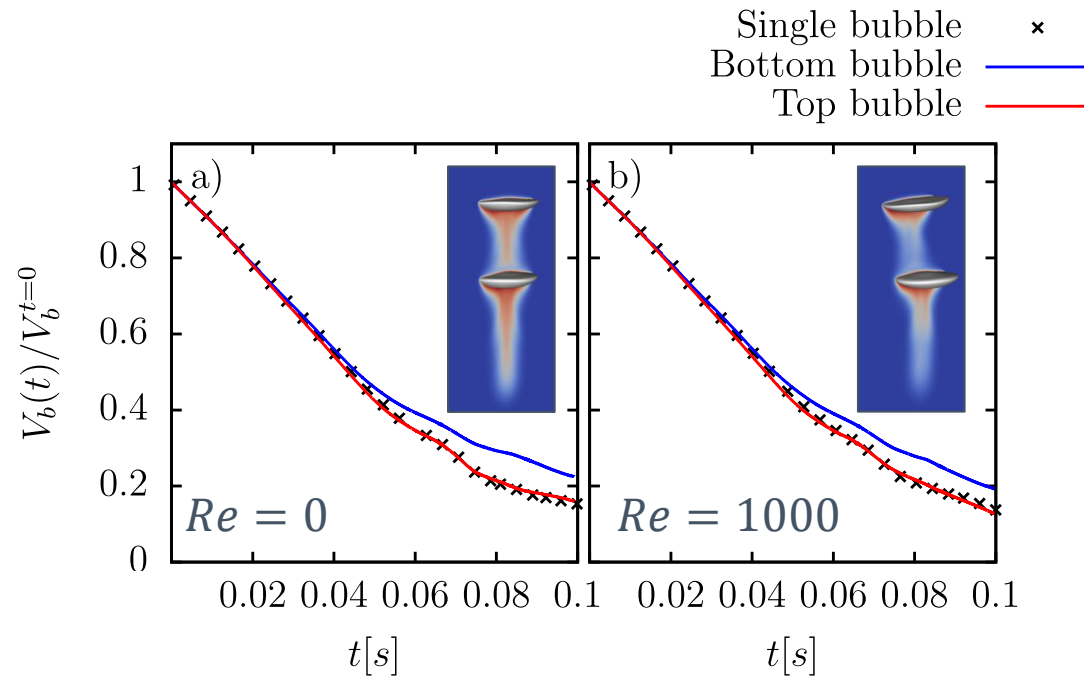 Single bubble
Bottom bubble
Top bubble
a)
b)
1
0.8
0.6
0.4
0.2
0
V_b(t)/V_b^{t=0}
Re = 0
Re = 1000
0.02 0.04 0.06 0.08 0.1
0.02 0.04 0.06 0.08 0.1
t[s]
t[s]